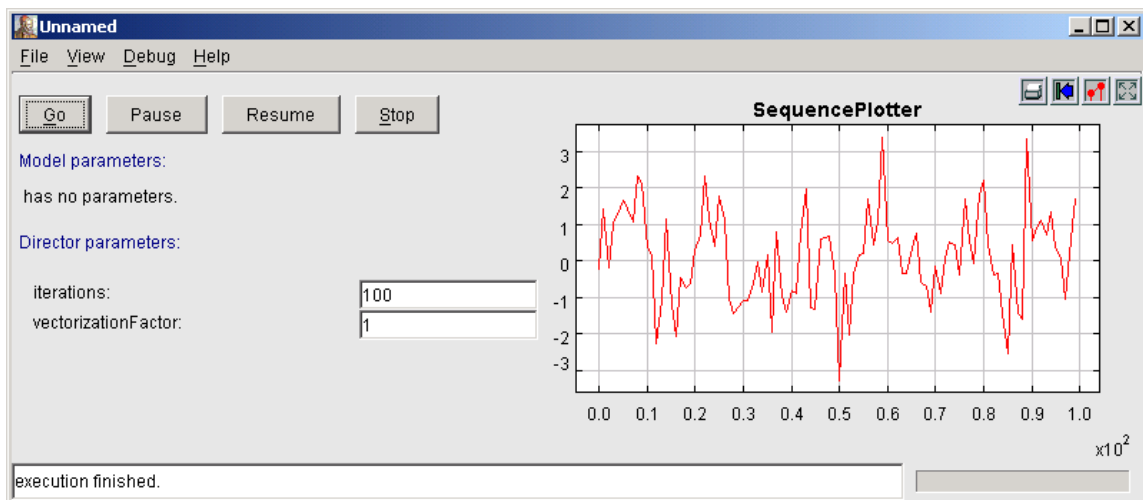 Unnamed
File View Debug Help
Go Pause Resume Stop
Model parameters:
has no parameters.
Director parameters:
iterations: 100
vectorizationFactor: 1
SequencePlotter
3
2
1
0
-1
-2
-3
0.0 0.1 0.2 0.3 0.4 0.5 0.6 0.7 0.8 0.9 1.0
x10²
execution finished.